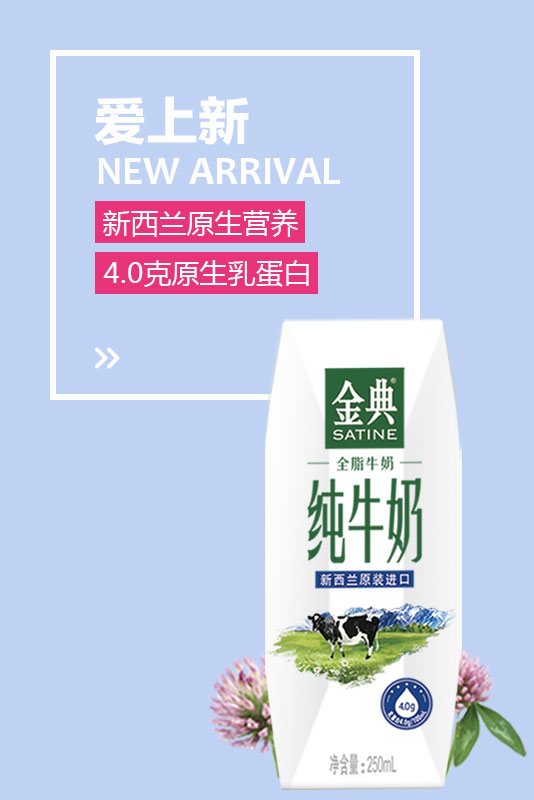 爱上新
NEW ARRIVAL
新西兰原生营养
4.0克原生乳蛋白
金典®
SATINE
全脂牛奶
纯牛奶
新西兰原装进口
4.0g
净含量:250mL